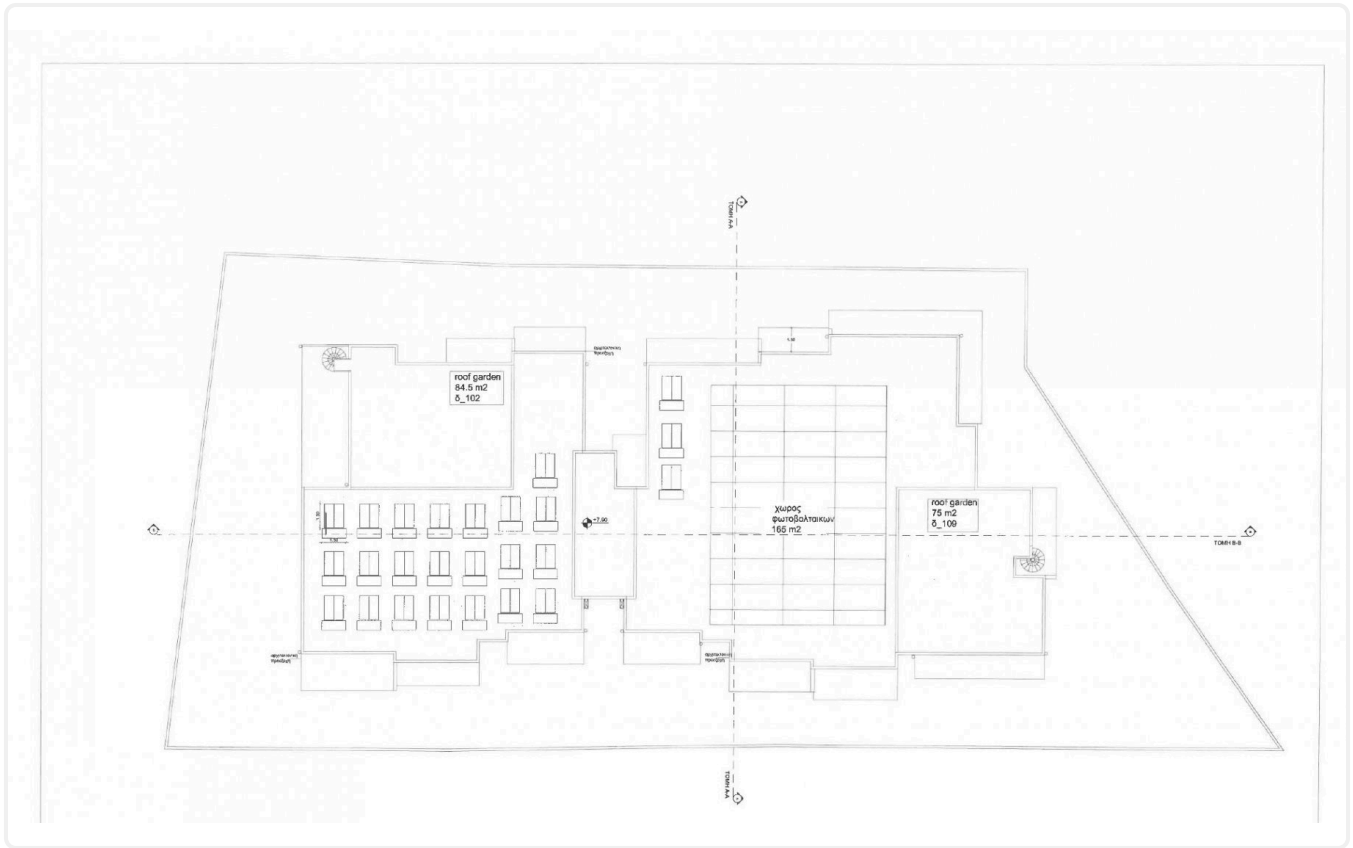 ΤΟΜΗ Α-Α
1.50
roof garden
84.5 m2
δ_102
χωρος
φωτοβολταικων
165 m2
roof garden
75 m2
δ_109
+7.90
ΤΟΜΗ Β-Β
ΤΟΜΗ Α-Α